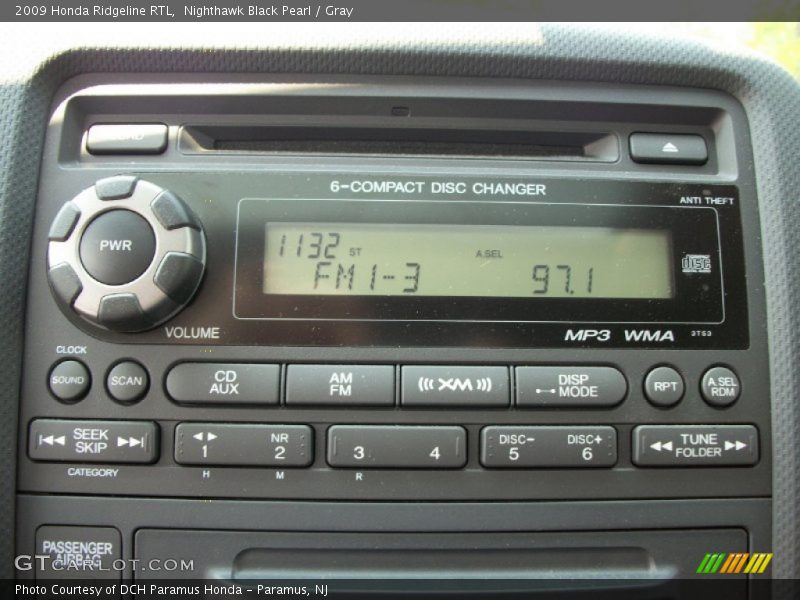 2009 Honda Ridgeline RTL, Nighthawk Black Pearl / Gray
6-COMPACT DISC CHANGER
ANTI THEFT
PWR
VOLUME
1132 ST A.SEL
FM1-3 97.1
disc
MP3 WMA 3TS3
CLOCK
SOUND
SCAN
CD AUX
AM FM
((( XM )))
DISP MODE
RPT
A.SEL RDM
SEEK SKIP
CATEGORY
1 NR 2
H M
3 4
R
DISC- 5 DISC+ 6
TUNE FOLDER
PASSENGER AIRBAG
GTCARLOT.COM
Photo Courtesy of DCH Paramus Honda - Paramus, NJ